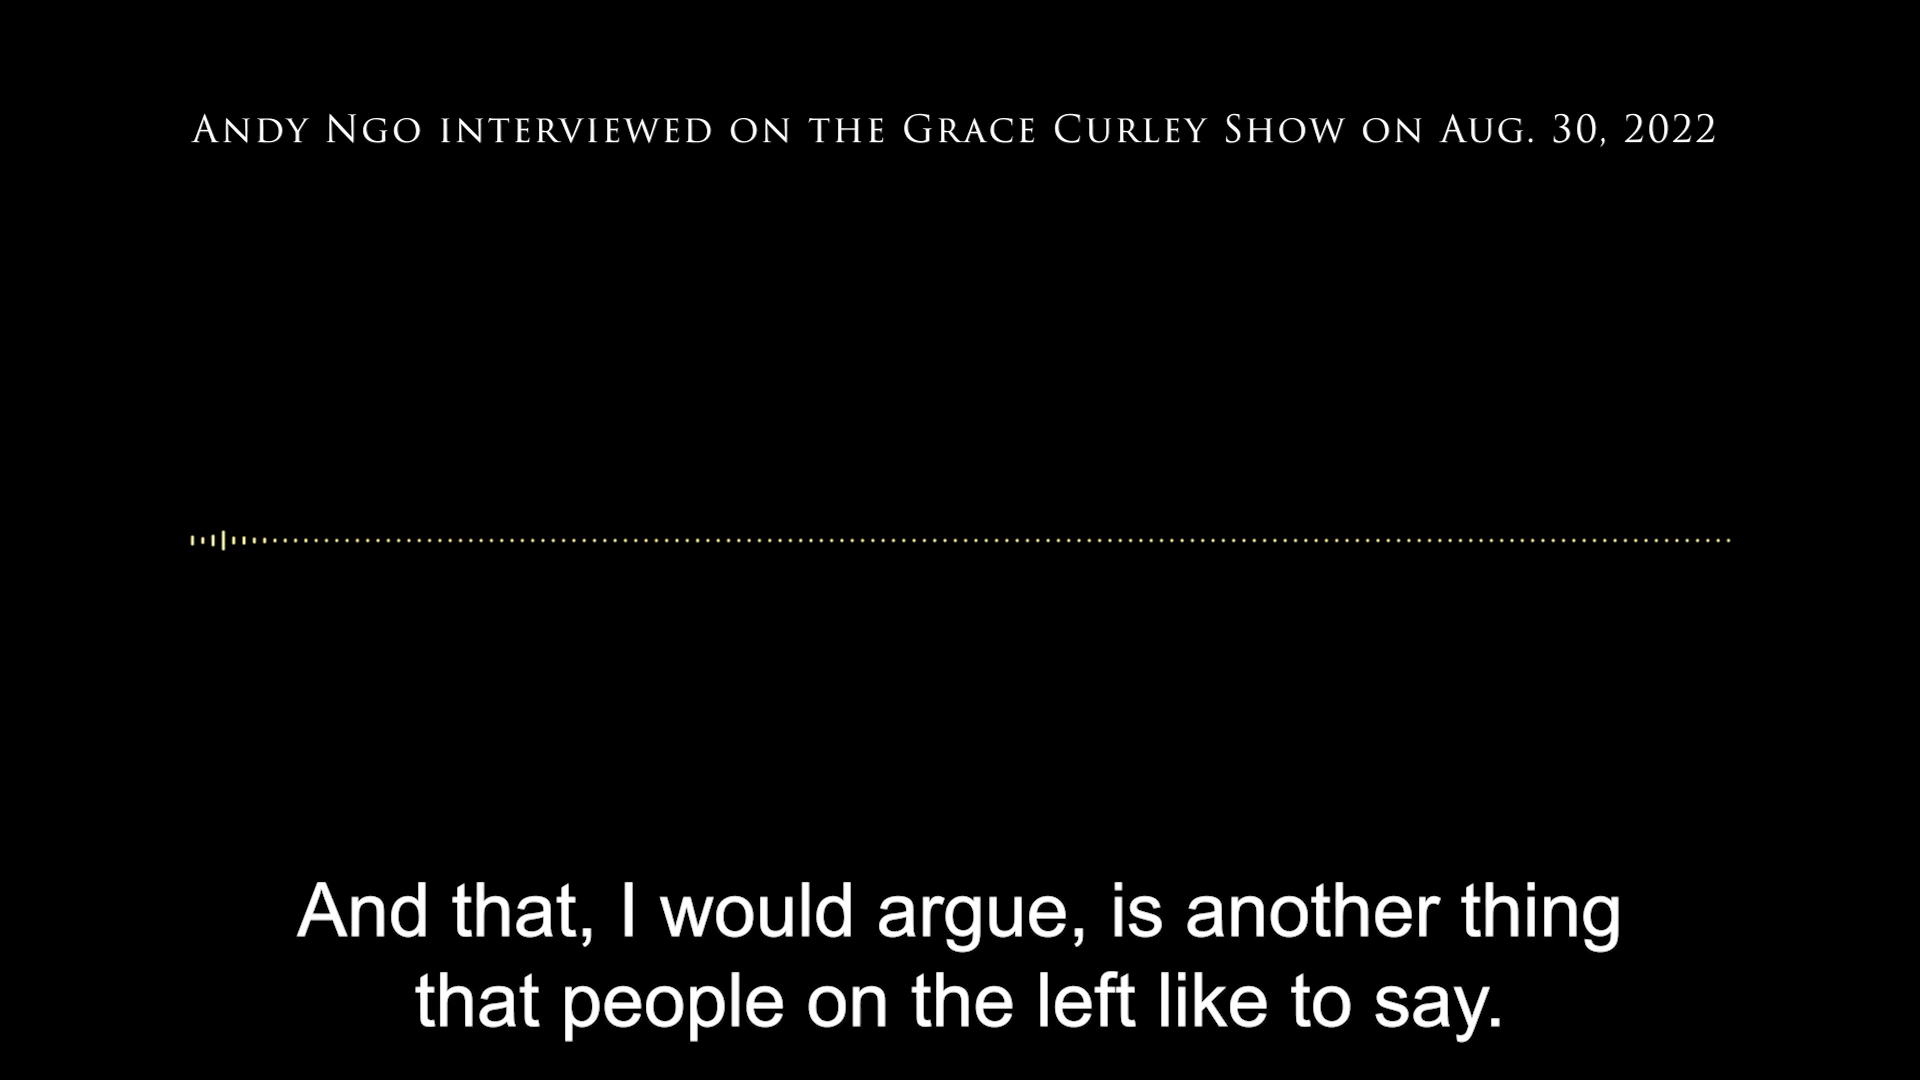 Andy Ngo interviewed on the Grace Curley Show on Aug. 30, 2022
And that, I would argue, is another thing
that people on the left like to say.